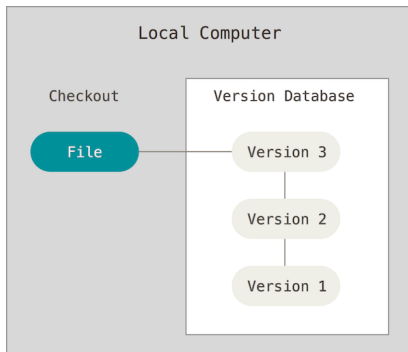 Local Computer
Checkout
Version Database
File
Version 3
Version 2
Version 1